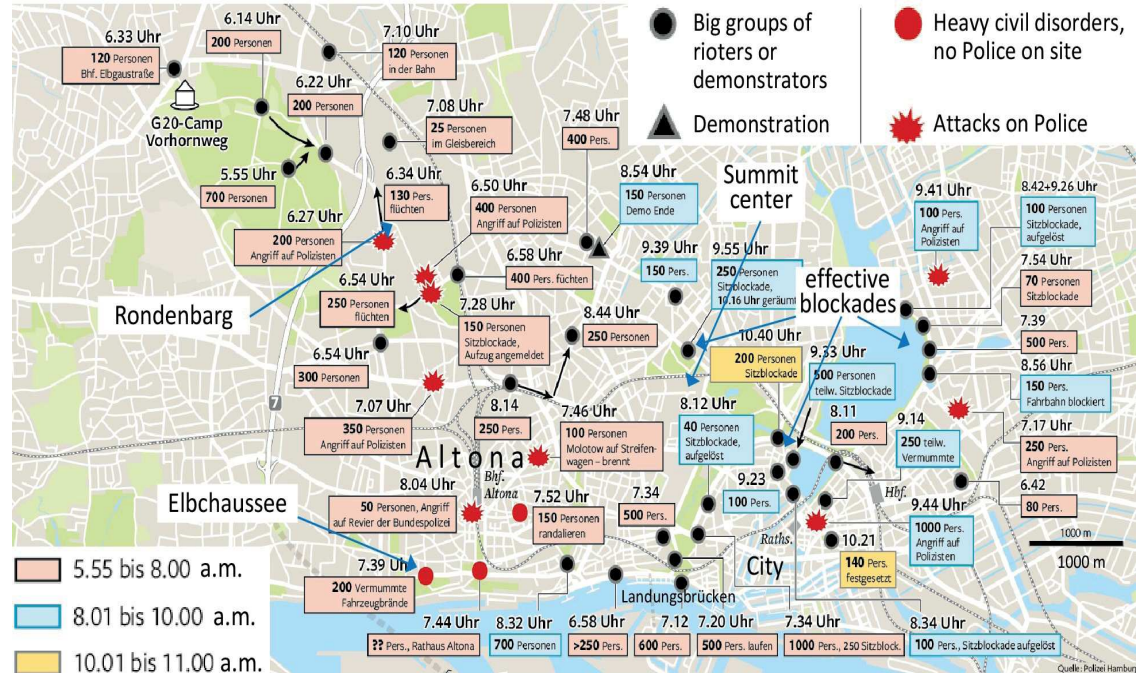 6.33 Uhr
120 Personen
Bhf. Elbgaustraße
6.14 Uhr
200 Personen
7.10 Uhr
120 Personen
in der Bahn
G20-Camp
Vorhornweg
6.22 Uhr
200 Personen
7.08 Uhr
25 Personen
im Gleisbereich
7.48 Uhr
400 Pers.
5.55 Uhr
700 Personen
6.34 Uhr
130 Pers.
flüchten
6.27 Uhr
200 Personen
Angriff auf Polizisten
6.50 Uhr
400 Personen
Angriff auf Polizisten
8.54 Uhr
150 Personen
Demo Ende
Big groups of
rioters or
demonstrators
Heavy civil disorders,
no Police on site
Demonstration
Attacks on Police
Summit
center
9.41 Uhr
100 Pers.
Angriff auf
Polizisten
8.42+9.26 Uhr
100 Personen
Sitzblockade,
aufgelöst
6.58 Uhr
400 Pers. füchten
9.39 Uhr
150 Pers.
9.55 Uhr
250 Personen
Sitzblockade,
10.16 Uhr geräumt
effective
blockades
7.54 Uhr
70 Personen
Sitzblockade
Rondenbarg
6.54 Uhr
250 Personen
flüchten
7.28 Uhr
150 Personen
Sitzblockade,
Aufzug angemeldet
8.44 Uhr
250 Personen
10.40 Uhr
200 Personen
Sitzblockade
9.33 Uhr
500 Personen
teilw. Sitzblockade
7.39
500 Pers.
6.54 Uhr
300 Personen
8.56 Uhr
150 Pers.
Fahrbahn blockiert
7
7.07 Uhr
350 Personen
Angriff auf Polizisten
8.14
250 Pers.
7.46 Uhr
100 Personen
Molotow auf Streifen-
wagen – brennt
8.12 Uhr
40 Personen
Sitzblockade,
aufgelöst
8.11
200 Pers.
9.14
250 teilw.
Vermummte
7.17 Uhr
250 Pers.
Angriff auf Polizisten
Altona
Bhf.
Altona
8.04 Uhr
50 Personen, Angriff
auf Revier der Bundespolizei
7.52 Uhr
150 Personen
randalieren
7.34
500 Pers.
9.23
100 Pers.
Hbf.
6.42
80 Pers.
Elbchaussee
Raths.
City
9.44 Uhr
1000 Pers.
Angriff auf
Polizisten
10.21
140 Pers.
festgesetzt
1000 m
1000 m
5.55 bis 8.00 a.m.
8.01 bis 10.00 a.m.
10.01 bis 11.00 a.m.
7.39 Uhr
200 Vermummte
Fahrzeugbrände
Landungsbrücken
7.44 Uhr
?? Pers., Rathaus Altona
8.32 Uhr
700 Personen
6.58 Uhr
>250 Pers.
7.12
600 Pers.
7.20 Uhr
500 Pers. laufen
7.34 Uhr
1000 Pers., 250 Sitzblock.
8.34 Uhr
100 Pers., Sitzblockade aufgelöst
Quelle: Polizei Hamburg